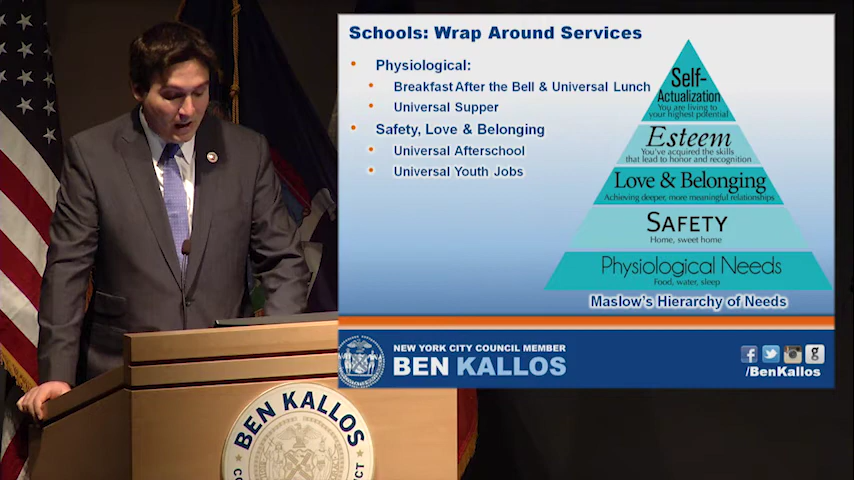 Schools: Wrap Around Services
• Physiological:
• Breakfast After the Bell & Universal Lunch
• Universal Supper
• Safety, Love & Belonging
• Universal Afterschool
• Universal Youth Jobs
Self-
Actualization
You are living to
your highest potential
Esteem
You've acquired the skills
that lead to honor and recognition
Love & Belonging
Achieving deeper, more meaningful relationships
SAFETY
Home, sweet home
Physiological Needs
Food, water, sleep
Maslow's Hierarchy of Needs
NEW YORK CITY COUNCIL MEMBER
BEN KALLOS
/BenKallos
BEN KALLOS